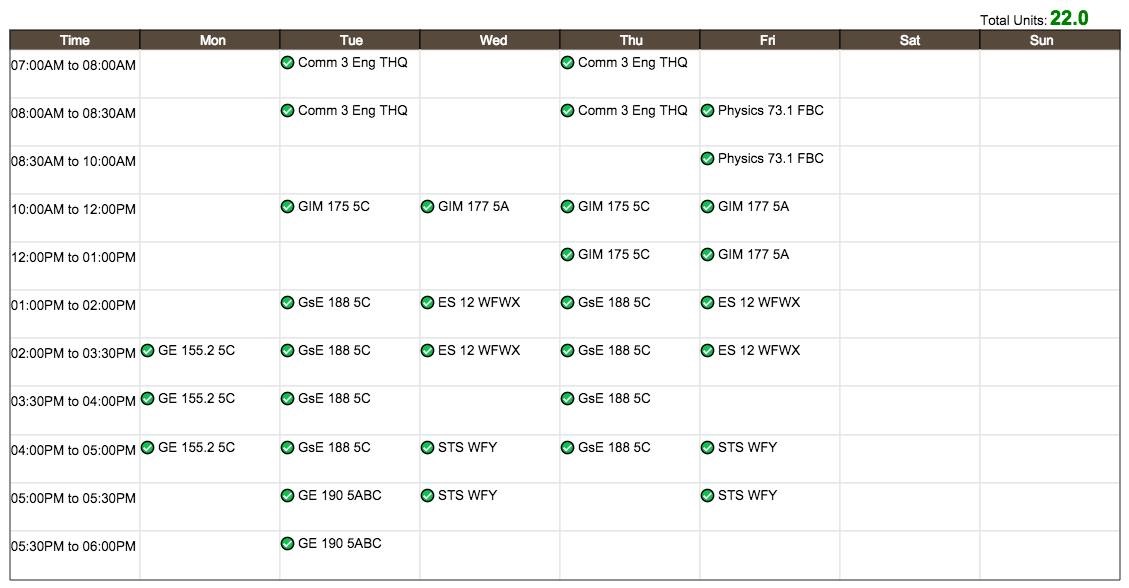 Total Units: 22.0
Time Mon Tue Wed Thu Fri Sat Sun
07:00AM to 08:00AM Comm 3 Eng THQ Comm 3 Eng THQ
08:00AM to 08:30AM Comm 3 Eng THQ Comm 3 Eng THQ Physics 73.1 FBC
08:30AM to 10:00AM Physics 73.1 FBC
10:00AM to 12:00PM GIM 175 5C GIM 177 5A GIM 175 5C GIM 177 5A
12:00PM to 01:00PM GIM 175 5C GIM 177 5A
01:00PM to 02:00PM GsE 188 5C ES 12 WFWX GsE 188 5C ES 12 WFWX
02:00PM to 03:30PM GE 155.2 5C GsE 188 5C ES 12 WFWX GsE 188 5C ES 12 WFWX
03:30PM to 04:00PM GE 155.2 5C GsE 188 5C GsE 188 5C
04:00PM to 05:00PM GE 155.2 5C GsE 188 5C STS WFY GsE 188 5C STS WFY
05:00PM to 05:30PM GE 190 5ABC STS WFY STS WFY
05:30PM to 06:00PM GE 190 5ABC